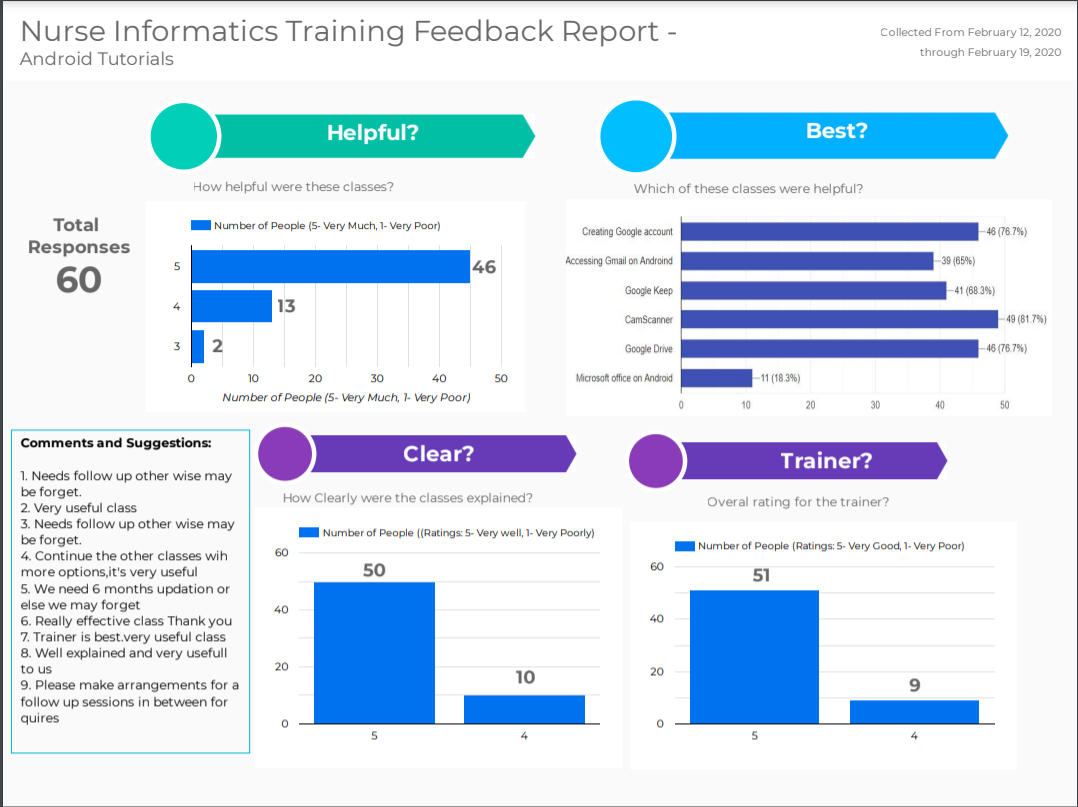 Nurse Informatics Training Feedback Report -
Android Tutorials
Collected From February 12, 2020
through February 19, 2020
Total
Responses
60
Helpful?
How helpful were these classes?
Number of People (5- Very Much, 1- Very Poor)
5
46
4
13
3
2
0 10 20 30 40 50
Number of People (5- Very Much, 1- Very Poor)
Best?
Which of these classes were helpful?
Creating Google account 46 (76.7%)
Accessing Gmail on Androind 39 (65%)
Google Keep 41 (68.3%)
CamScanner 49 (81.7%)
Google Drive 46 (76.7%)
Microsoft office on Android 11 (18.3%)
0 10 20 30 40 50
Comments and Suggestions:
1. Needs follow up other wise may
be forget.
2. Very useful class
3. Needs follow up other wise may
be forget.
4. Continue the other classes wih
more options,it's very useful
5. We need 6 months updation or
else we may forget
6. Really effective class Thank you
7. Trainer is best.very useful class
8. Well explained and very usefull
to us
9. Please make arrangements for a
follow up sessions in between for
quires
Clear?
How Clearly were the classes explained?
Number of People ((Ratings: 5- Very well, 1- Very Poorly)
60
50
40
20
10
0
5 4
Trainer?
Overal rating for the trainer?
Number of People (Ratings: 5- Very Good, 1- Very Poor)
60
51
40
20
9
0
5 4